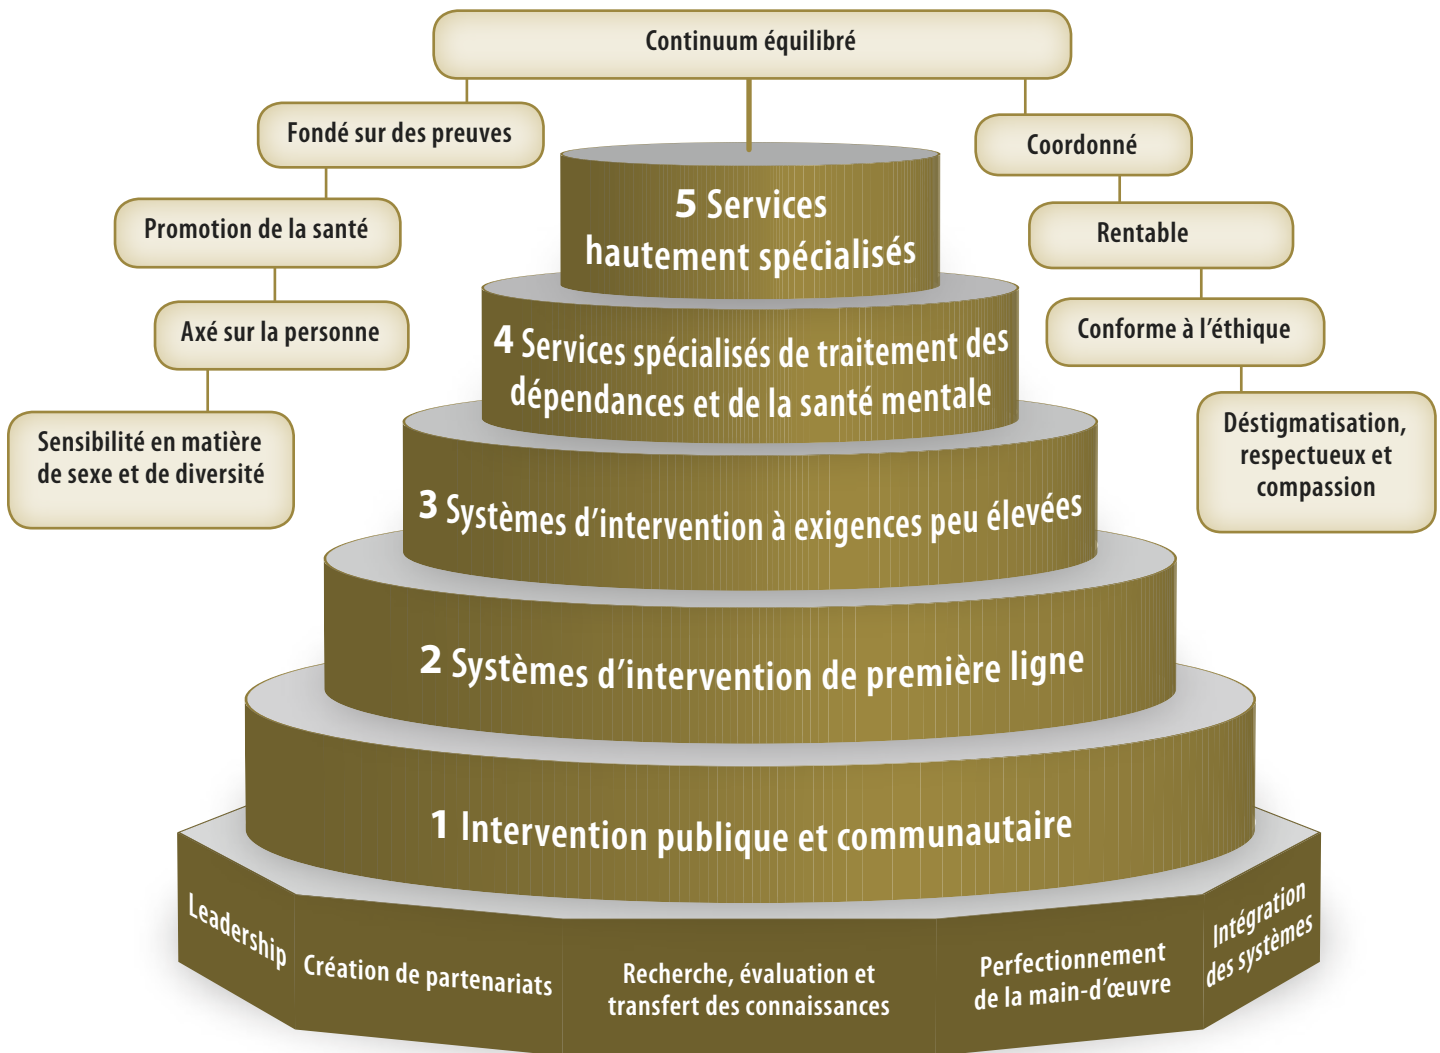 Continuum équilibré
Fondé sur des preuves
Coordonné
Promotion de la santé
Rentable
Axé sur la personne
Conforme à l’éthique
Sensibilité en matière
de sexe et de diversité
Déstigmatisation,
respectueux et
compassion
5 Services
hautement spécialisés
4 Services spécialisés de traitement des
dépendances et de la santé mentale
3 Systèmes d’intervention à exigences peu élevées
2 Systèmes d’intervention de première ligne
1 Intervention publique et communautaire
Leadership
Création de partenariats
Recherche, évaluation et
transfert des connaissances
Perfectionnement
de la main-d’œuvre
Intégration
des systèmes